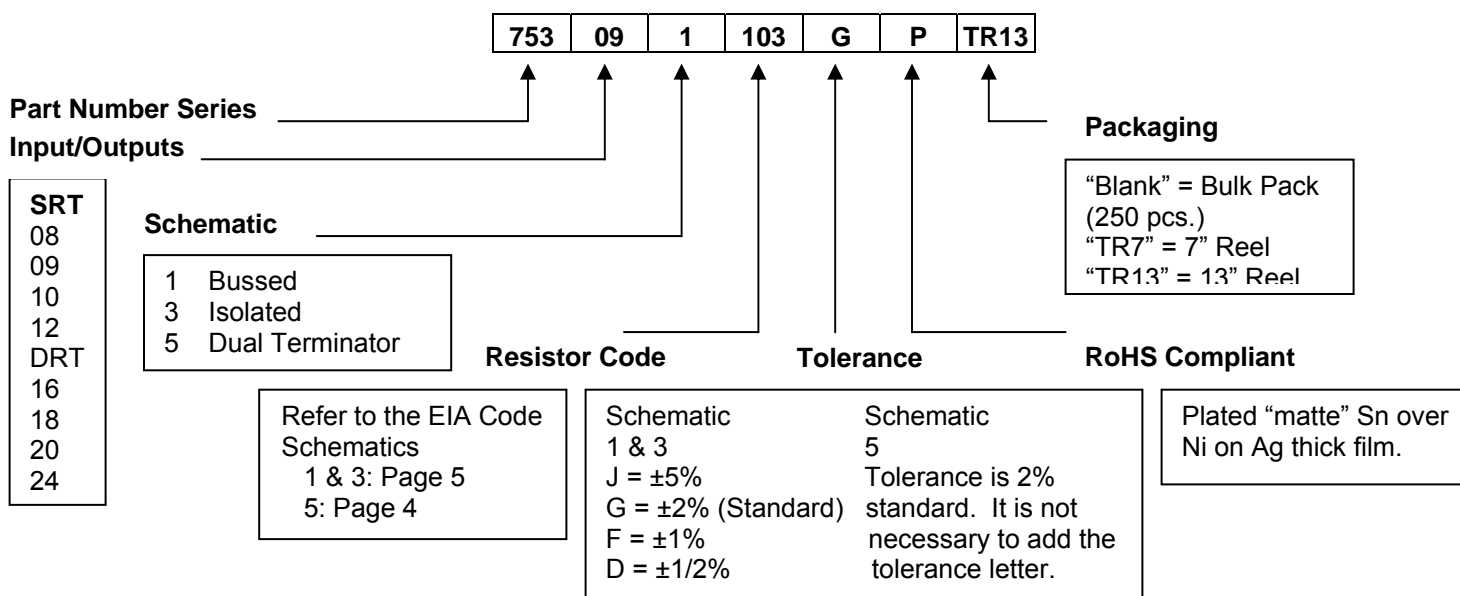 753 09 1 103 G P TR13
Part Number Series
Input/Outputs
SRT
08
09
10
12
DRT
16
18
20
24
Schematic
1 Bussed
3 Isolated
5 Dual Terminator
Packaging
“Blank” = Bulk Pack
(250 pcs.)
“TR7” = 7” Reel
“TR13” = 13” Reel
Resistor Code
Refer to the EIA Code
Schematics
1 & 3: Page 5
5: Page 4
Tolerance
Schematic
1 & 3
J = ±5%
G = ±2% (Standard)
F = ±1%
D = ±1/2%
Schematic
5
Tolerance is 2%
standard. It is not
necessary to add the
tolerance letter.
RoHS Compliant
Plated “matte” Sn over
Ni on Ag thick film.